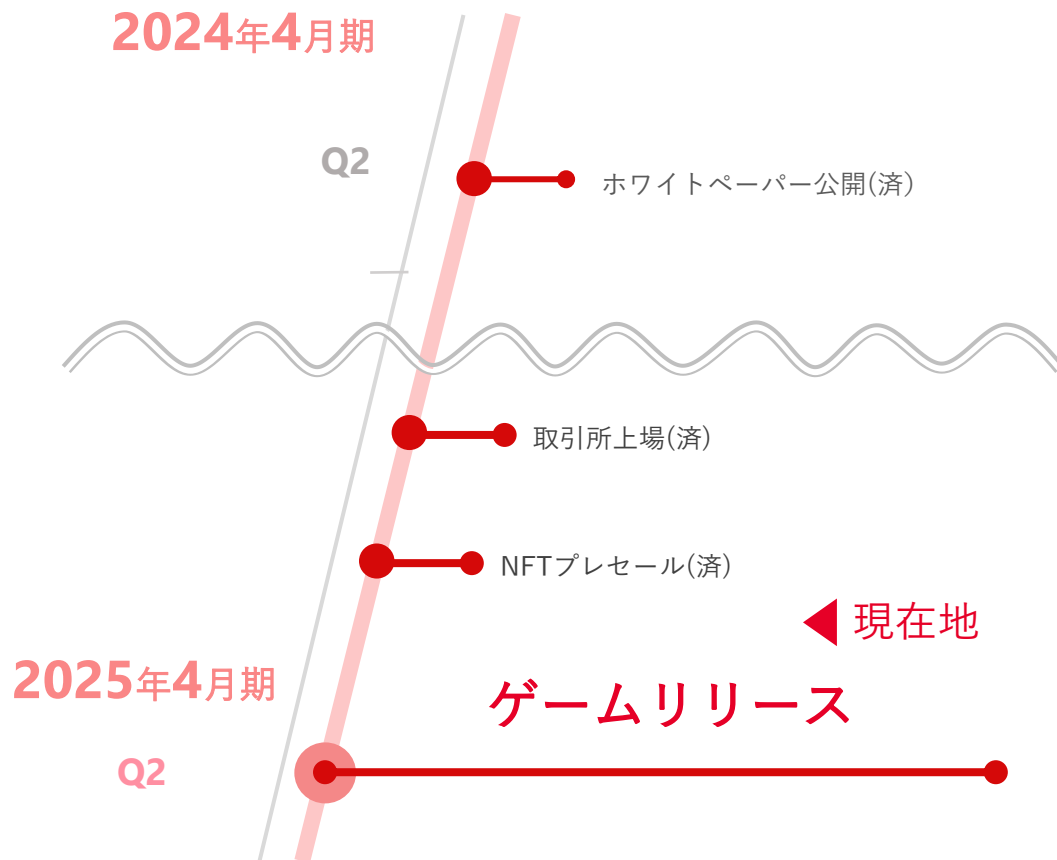 2024年4月期
Q2
ホワイトペーパー公開(済)
取引所上場(済)
NFTプレセール(済)
現在地
2025年4月期
ゲームリリース
Q2